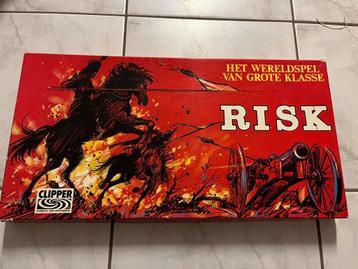 HET WERELDSPEL
VAN GROTE KLASSE
RISK
CLIPPER